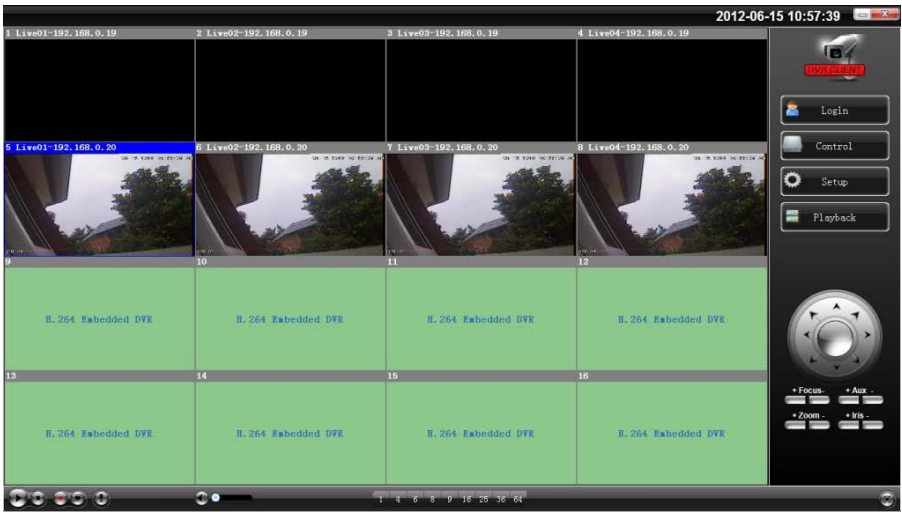 2012-06-15 10:57:39
1 Live01-192.168.0.19
2 Live02-192.168.0.19
3 Live03-192.168.0.19
4 Live04-192.168.0.19
DVR CLIENT
Login
5 Live01-192.168.0.20
6 Live02-192.168.0.20
7 Live03-192.168.0.20
8 Live04-192.168.0.20
Control
Setup
Playback
9
10
11
12
H.264 Embedded DVR
H.264 Embedded DVR
H.264 Embedded DVR
H.264 Embedded DVR
13
14
15
16
+ Focus-
+ Aux -
+ Zoom -
+ Iris -
H.264 Embedded DVR
H.264 Embedded DVR
H.264 Embedded DVR
H.264 Embedded DVR
1 4 6 8 9 16 25 36 64